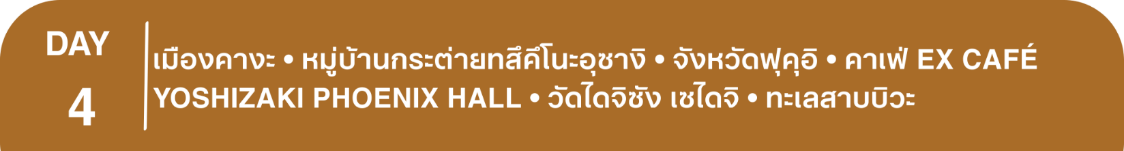 DAY
4
เมืองคางะ • หมู่บ้านกระต่ายทสึคึโนะอุซางิ • จังหวัดฟุคุอิ • คาเฟ่ EX CAFÉ
YOSHIZAKI PHOENIX HALL • วัดไดจิซัง เซไดจิ • ทะเลสาบบิวะ